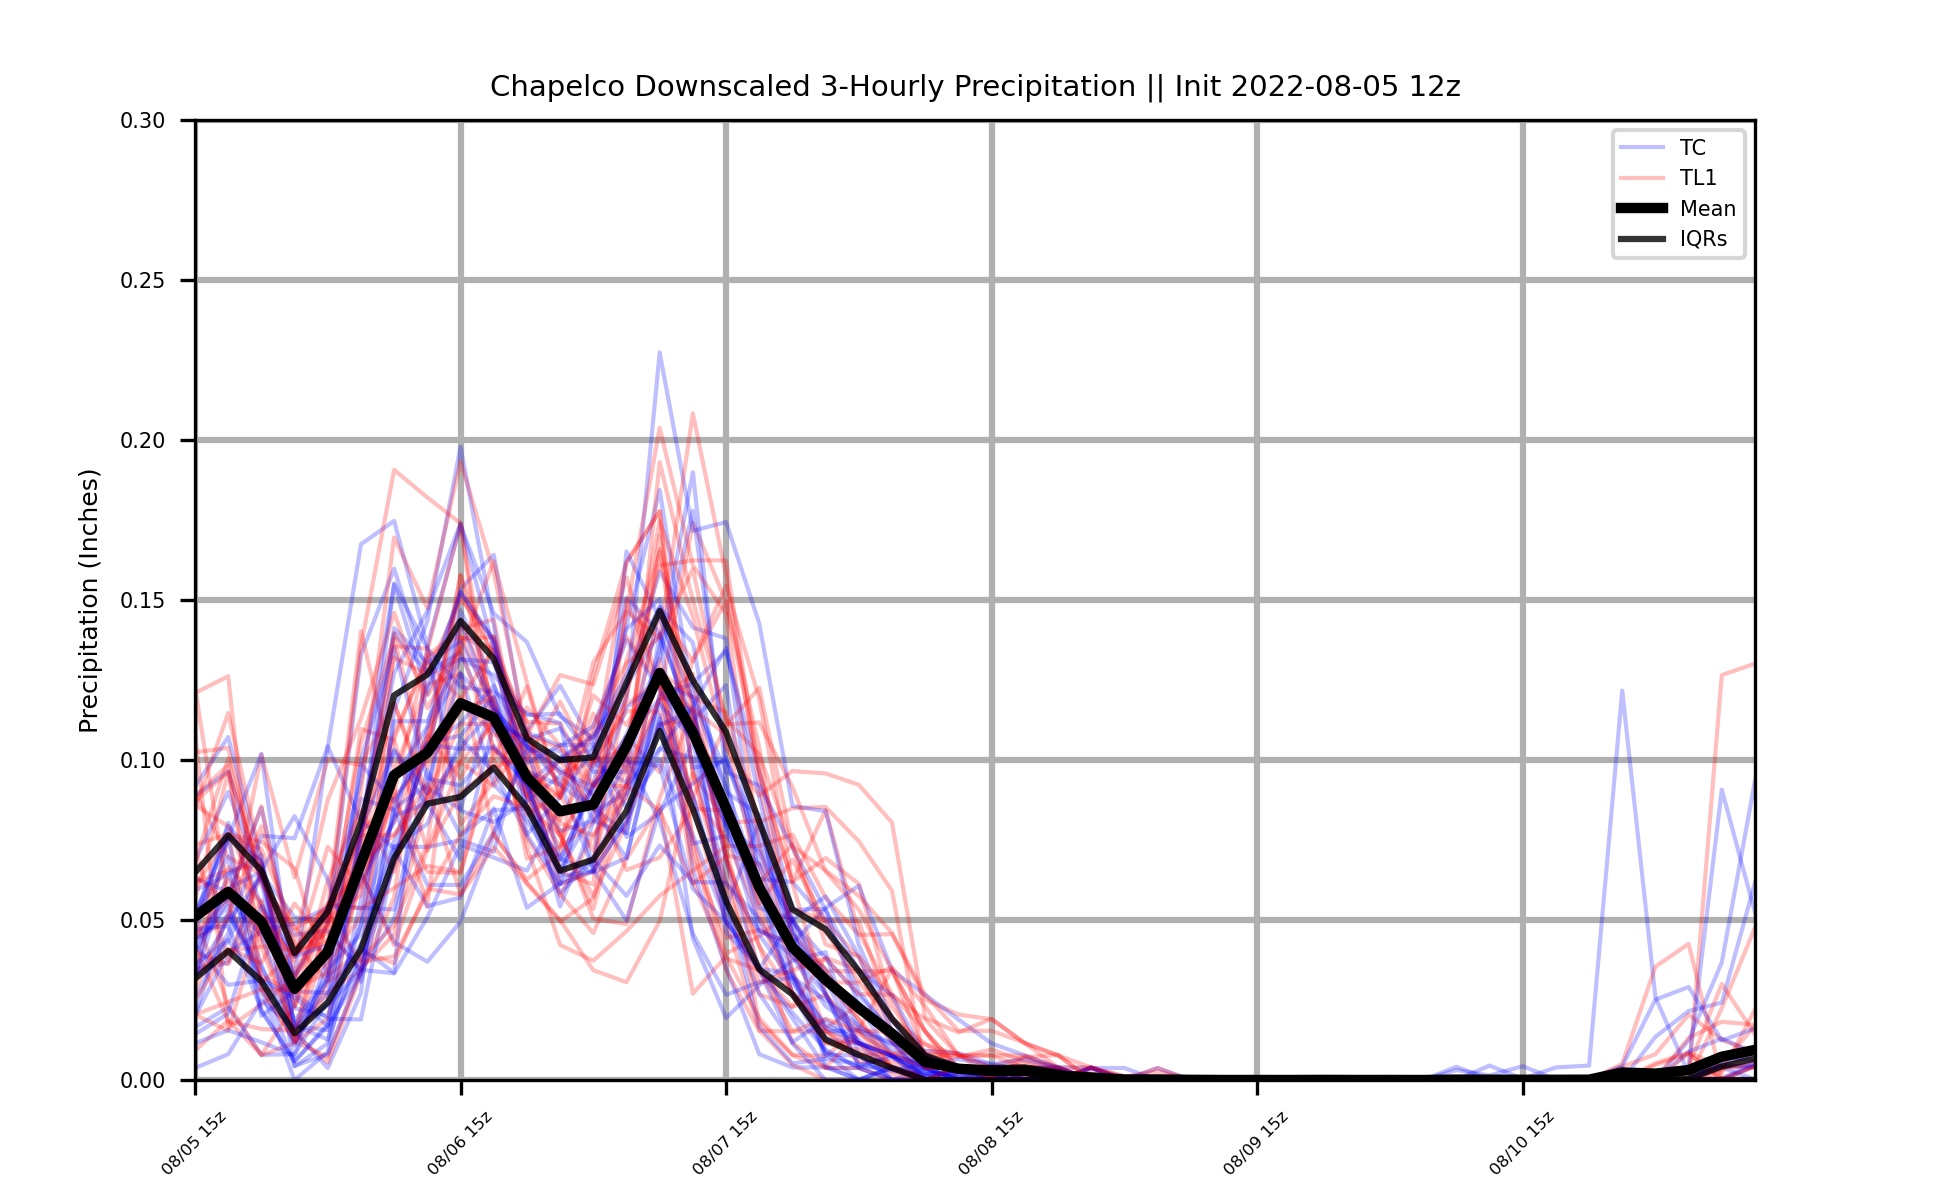 Chapelco Downscaled 3-Hourly Precipitation || Init 2022-08-05 12z
TC
TL1
Mean
IQRs
Precipitation (Inches)
0.30
0.25
0.20
0.15
0.10
0.05
0.00
08/05 15z
08/06 15z
08/07 15z
08/08 15z
08/09 15z
08/10 15z